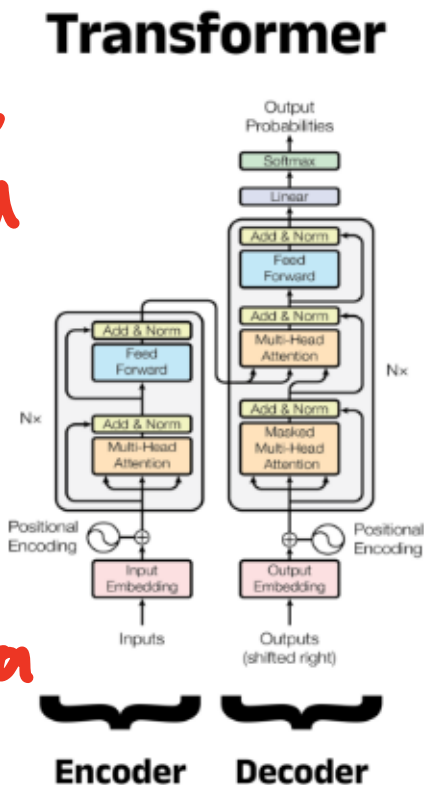 Transformer
Output
Probabilities
Softmax
Linear
Add & Norm
Feed
Forward
Add & Norm
Multi-Head
Attention
Nx
Add & Norm
Masked
Multi-Head
Attention
Add & Norm
Feed
Forward
Nx
Add & Norm
Multi-Head
Attention
Positional
Encoding
Positional
Encoding
Input
Embedding
Output
Embedding
Inputs
Outputs
(shifted right)
Encoder
Decoder